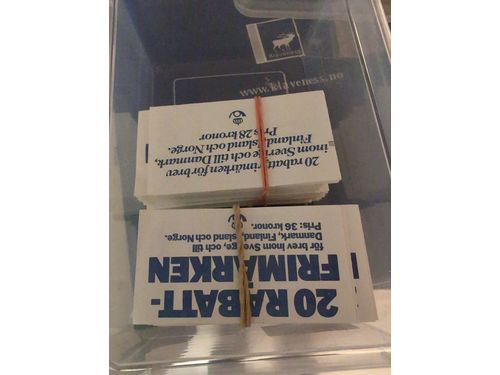 Klaveness
www.klaveness.no
20 rabattfrimärken för brev
inom Sverige och till Danmark,
Finland, Island och Norge.
Pris 28 kronor
20 RABATT-
FRIMÄRKEN
för brev inom Sverige, och till
Danmark, Finland, Island och Norge.
Pris: 36 kronor.